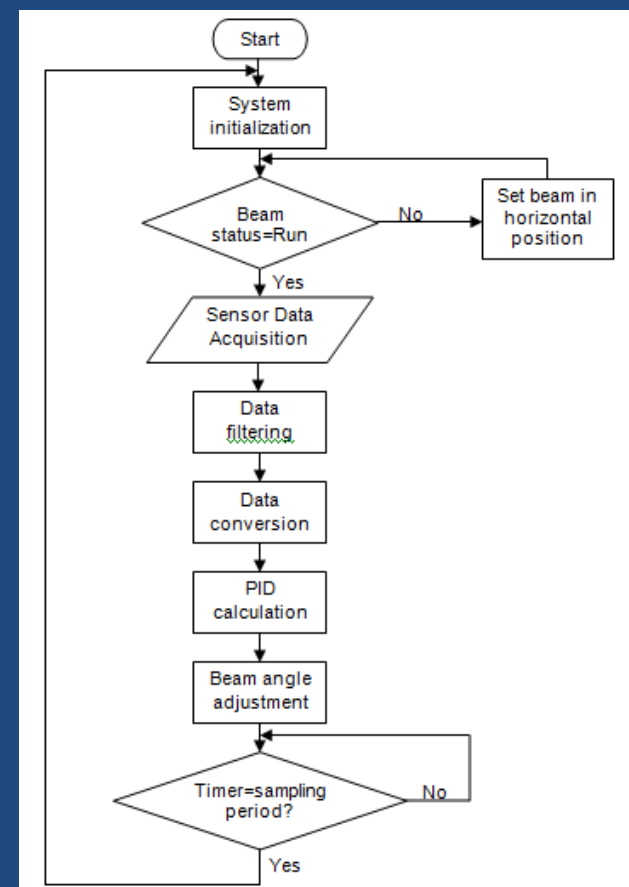 Start
System
initialization
Beam
status=Run
No
Set beam in
horizontal
position
Yes
Sensor Data
Acquisition
Data
filtering
Data
conversion
PID
calculation
Beam angle
adjustment
Timer=sampling
period?
No
Yes